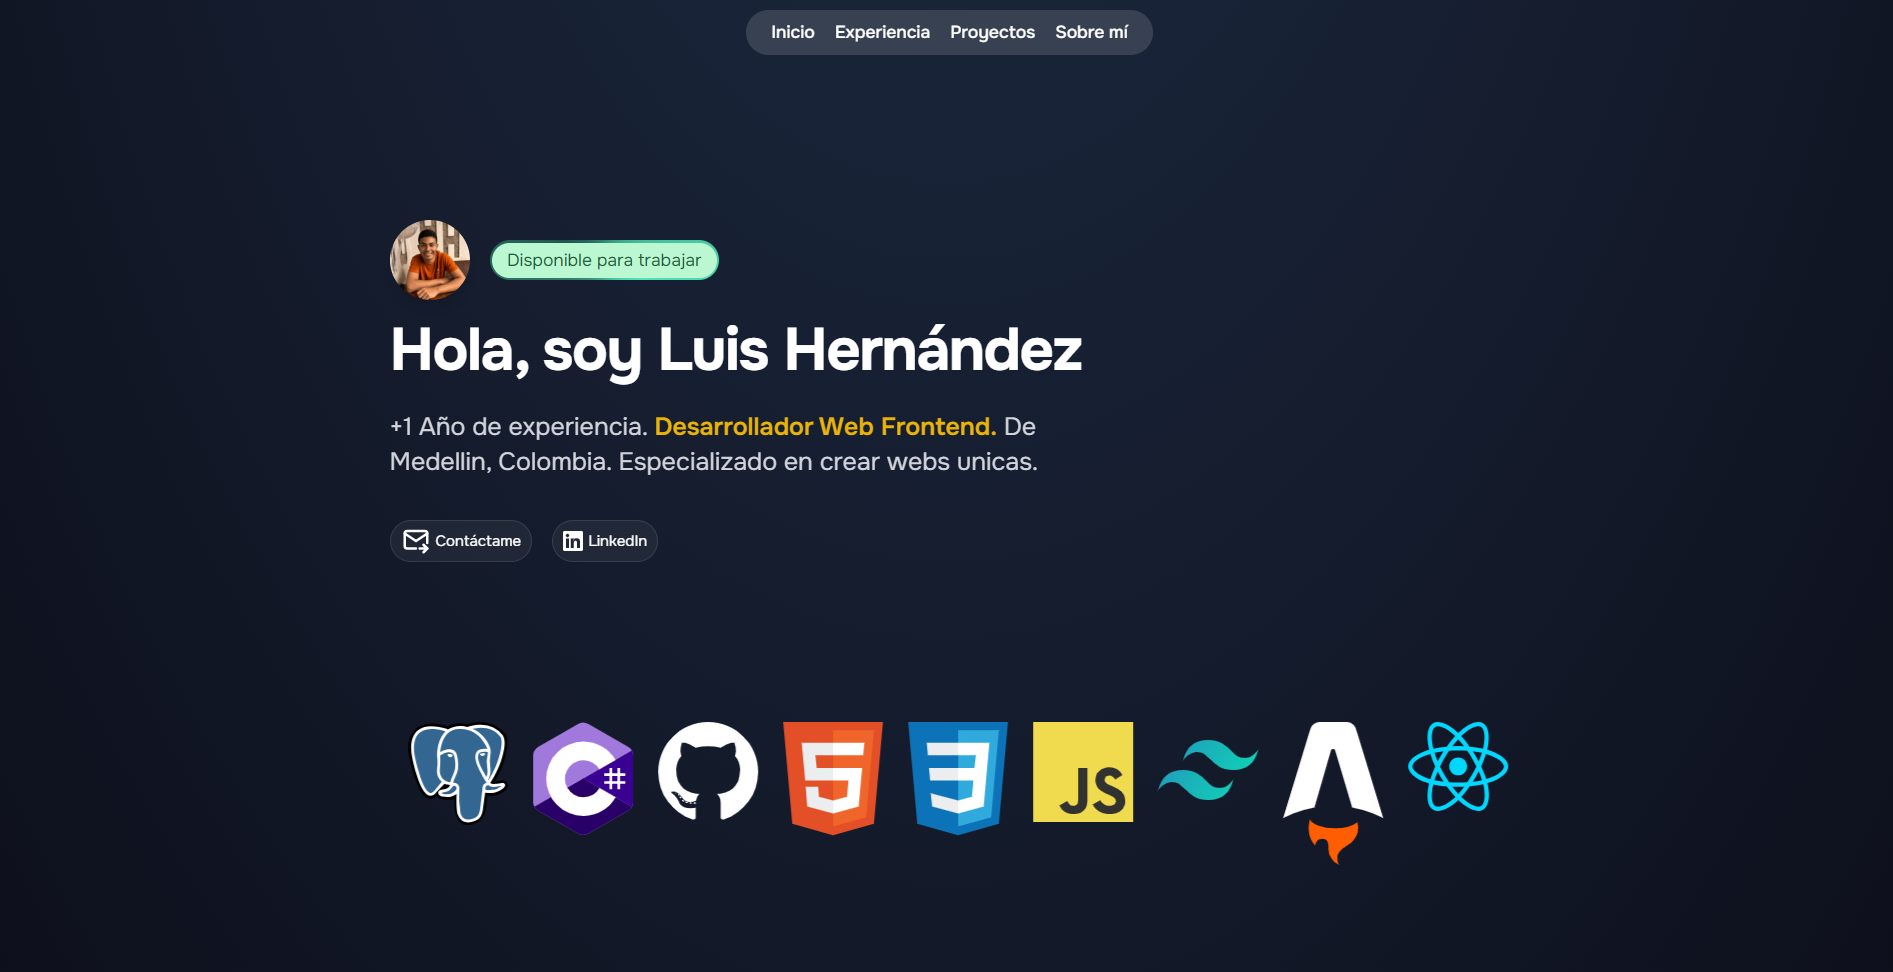 Inicio Experiencia Proyectos Sobre mí
Disponible para trabajar
Hola, soy Luis Hernández
+1 Año de experiencia. Desarrollador Web Frontend. De
Medellin, Colombia. Especializado en crear webs unicas.
Contáctame LinkedIn
C# 5 3 JS